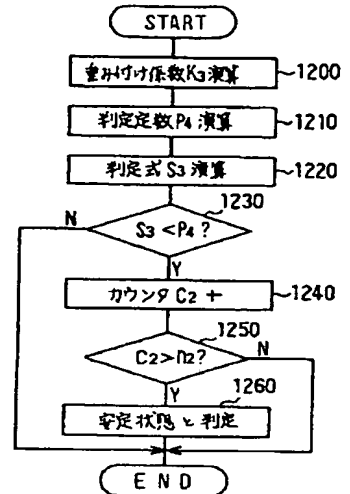 START
重み付け係数K₃演算
1200
判定定数P₄演算
1210
判定式S₃演算
1220
1230
N
S₃<P₄?
Y
カウンタC₂+
1240
1250
C₂>n₂?
N
Y
1260
安定状態と判定
END